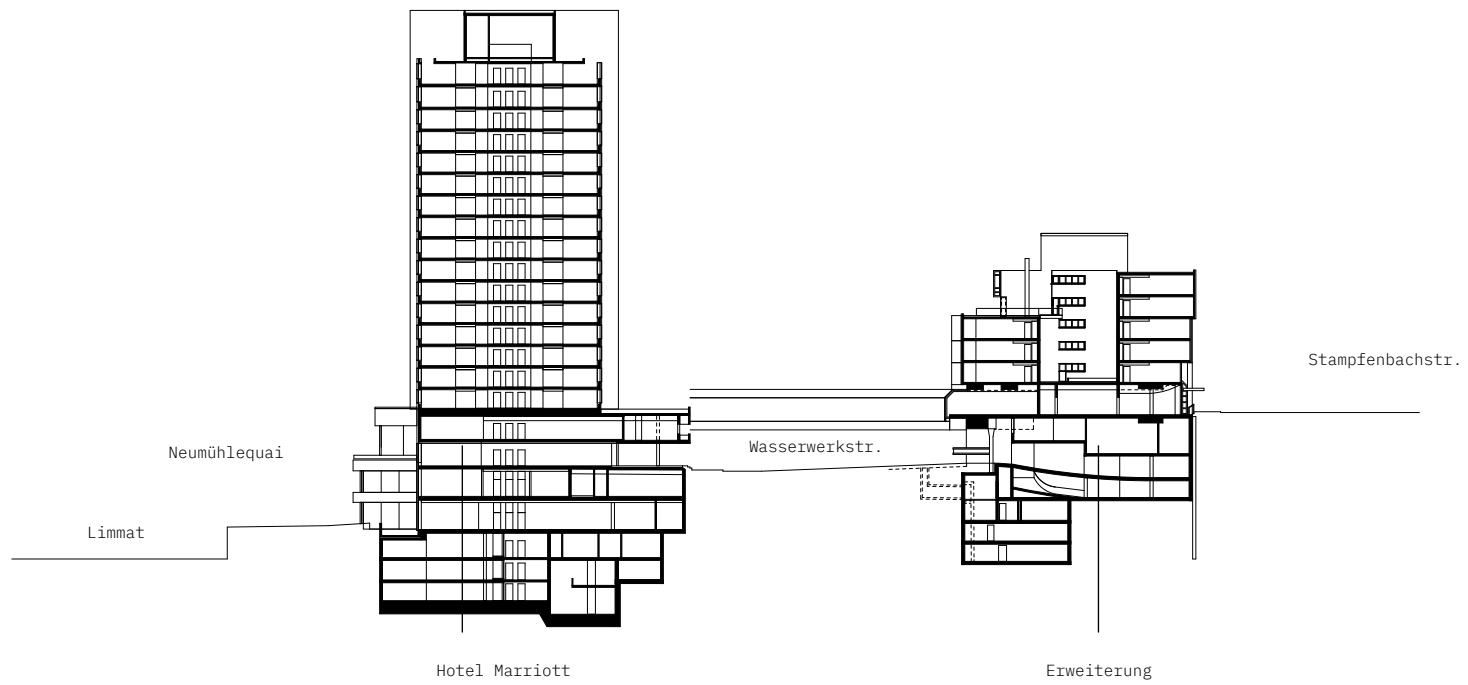 Stampfenbachstr.
Neumühlequai
Wasserwerkstr.
Limmat
Hotel Marriott
Erweiterung